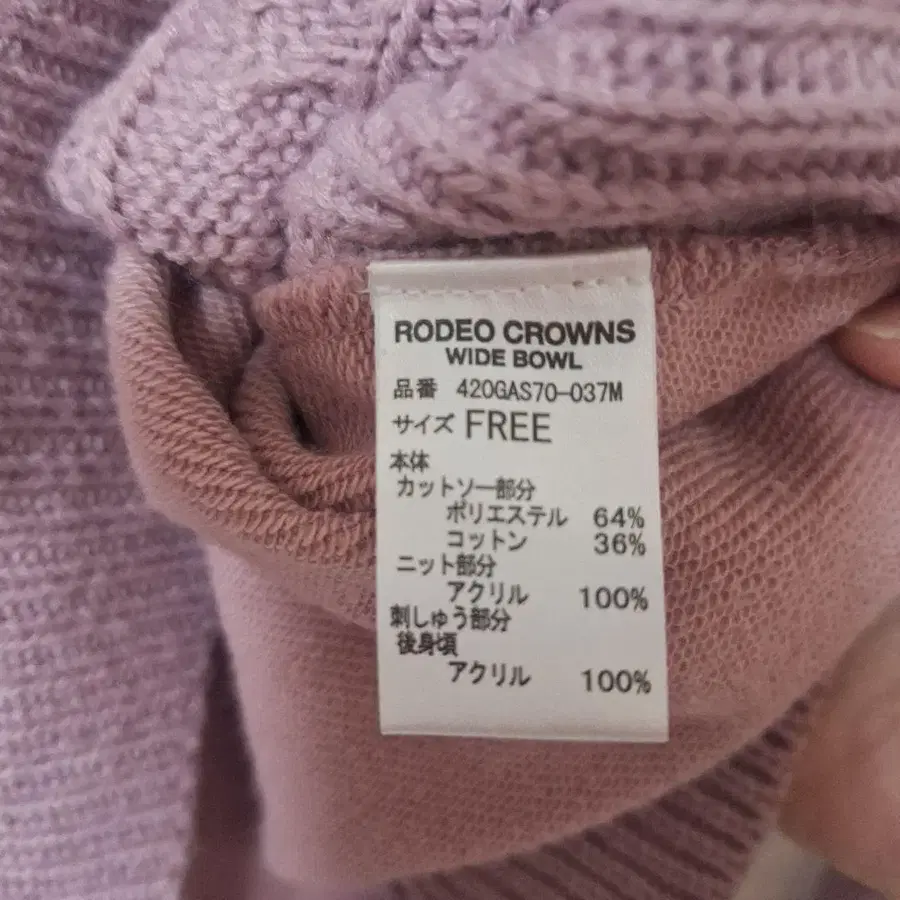 RODEO CROWNS
WIDE BOWL
品番 420GAS70-037M
サイズ FREE
本体
カットソー部分
ポリエステル 64%
コットン 36%
ニット部分
アクリル 100%
刺しゅう部分
後身頃
アクリル 100%